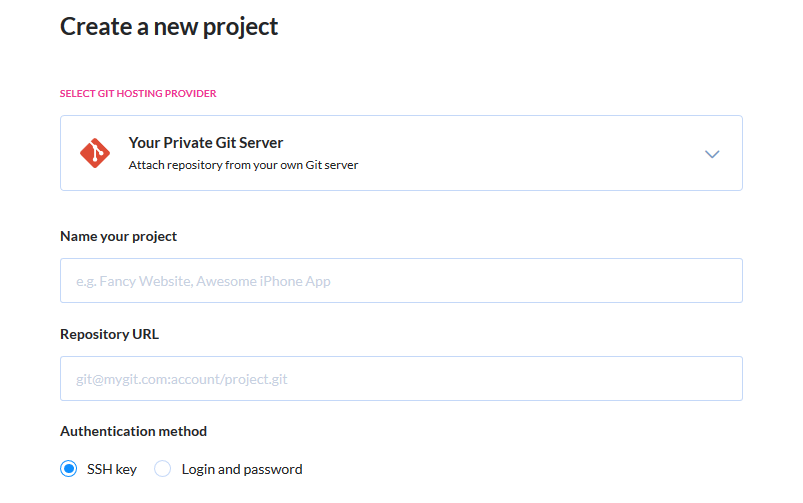 Create a new project
SELECT GIT HOSTING PROVIDER
Your Private Git Server
Attach repository from your own Git server
Name your project
e.g. Fancy Website, Awesome iPhone App
Repository URL
git@mygit.com:account/project.git
Authentication method
SSH key Login and password